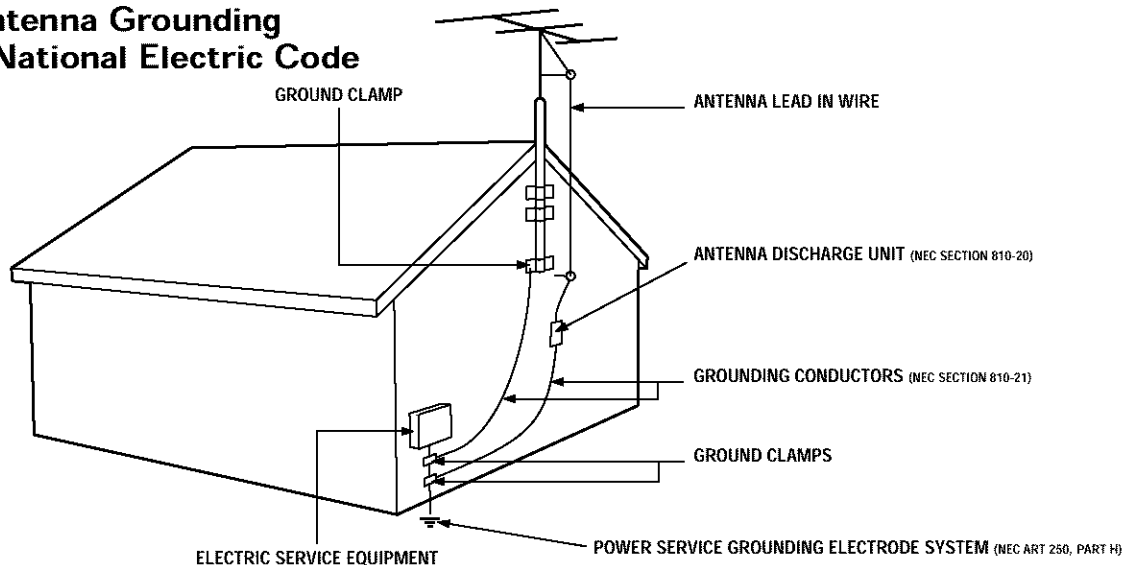 Grounding
National Electric Code
GROUND CLAMP
ANTENNA LEAD IN WIRE
ANTENNA DISCHARGE UNIT (NEC SECTION 810-20)
GROUNDING CONDUCTORS (NEC SECTION 810-21)
GROUND CLAMPS
POWER SERVICE GROUNDING ELECTRODE SYSTEM (NEC ART 250, PART H)
ELECTRIC SERVICE EQUIPMENT